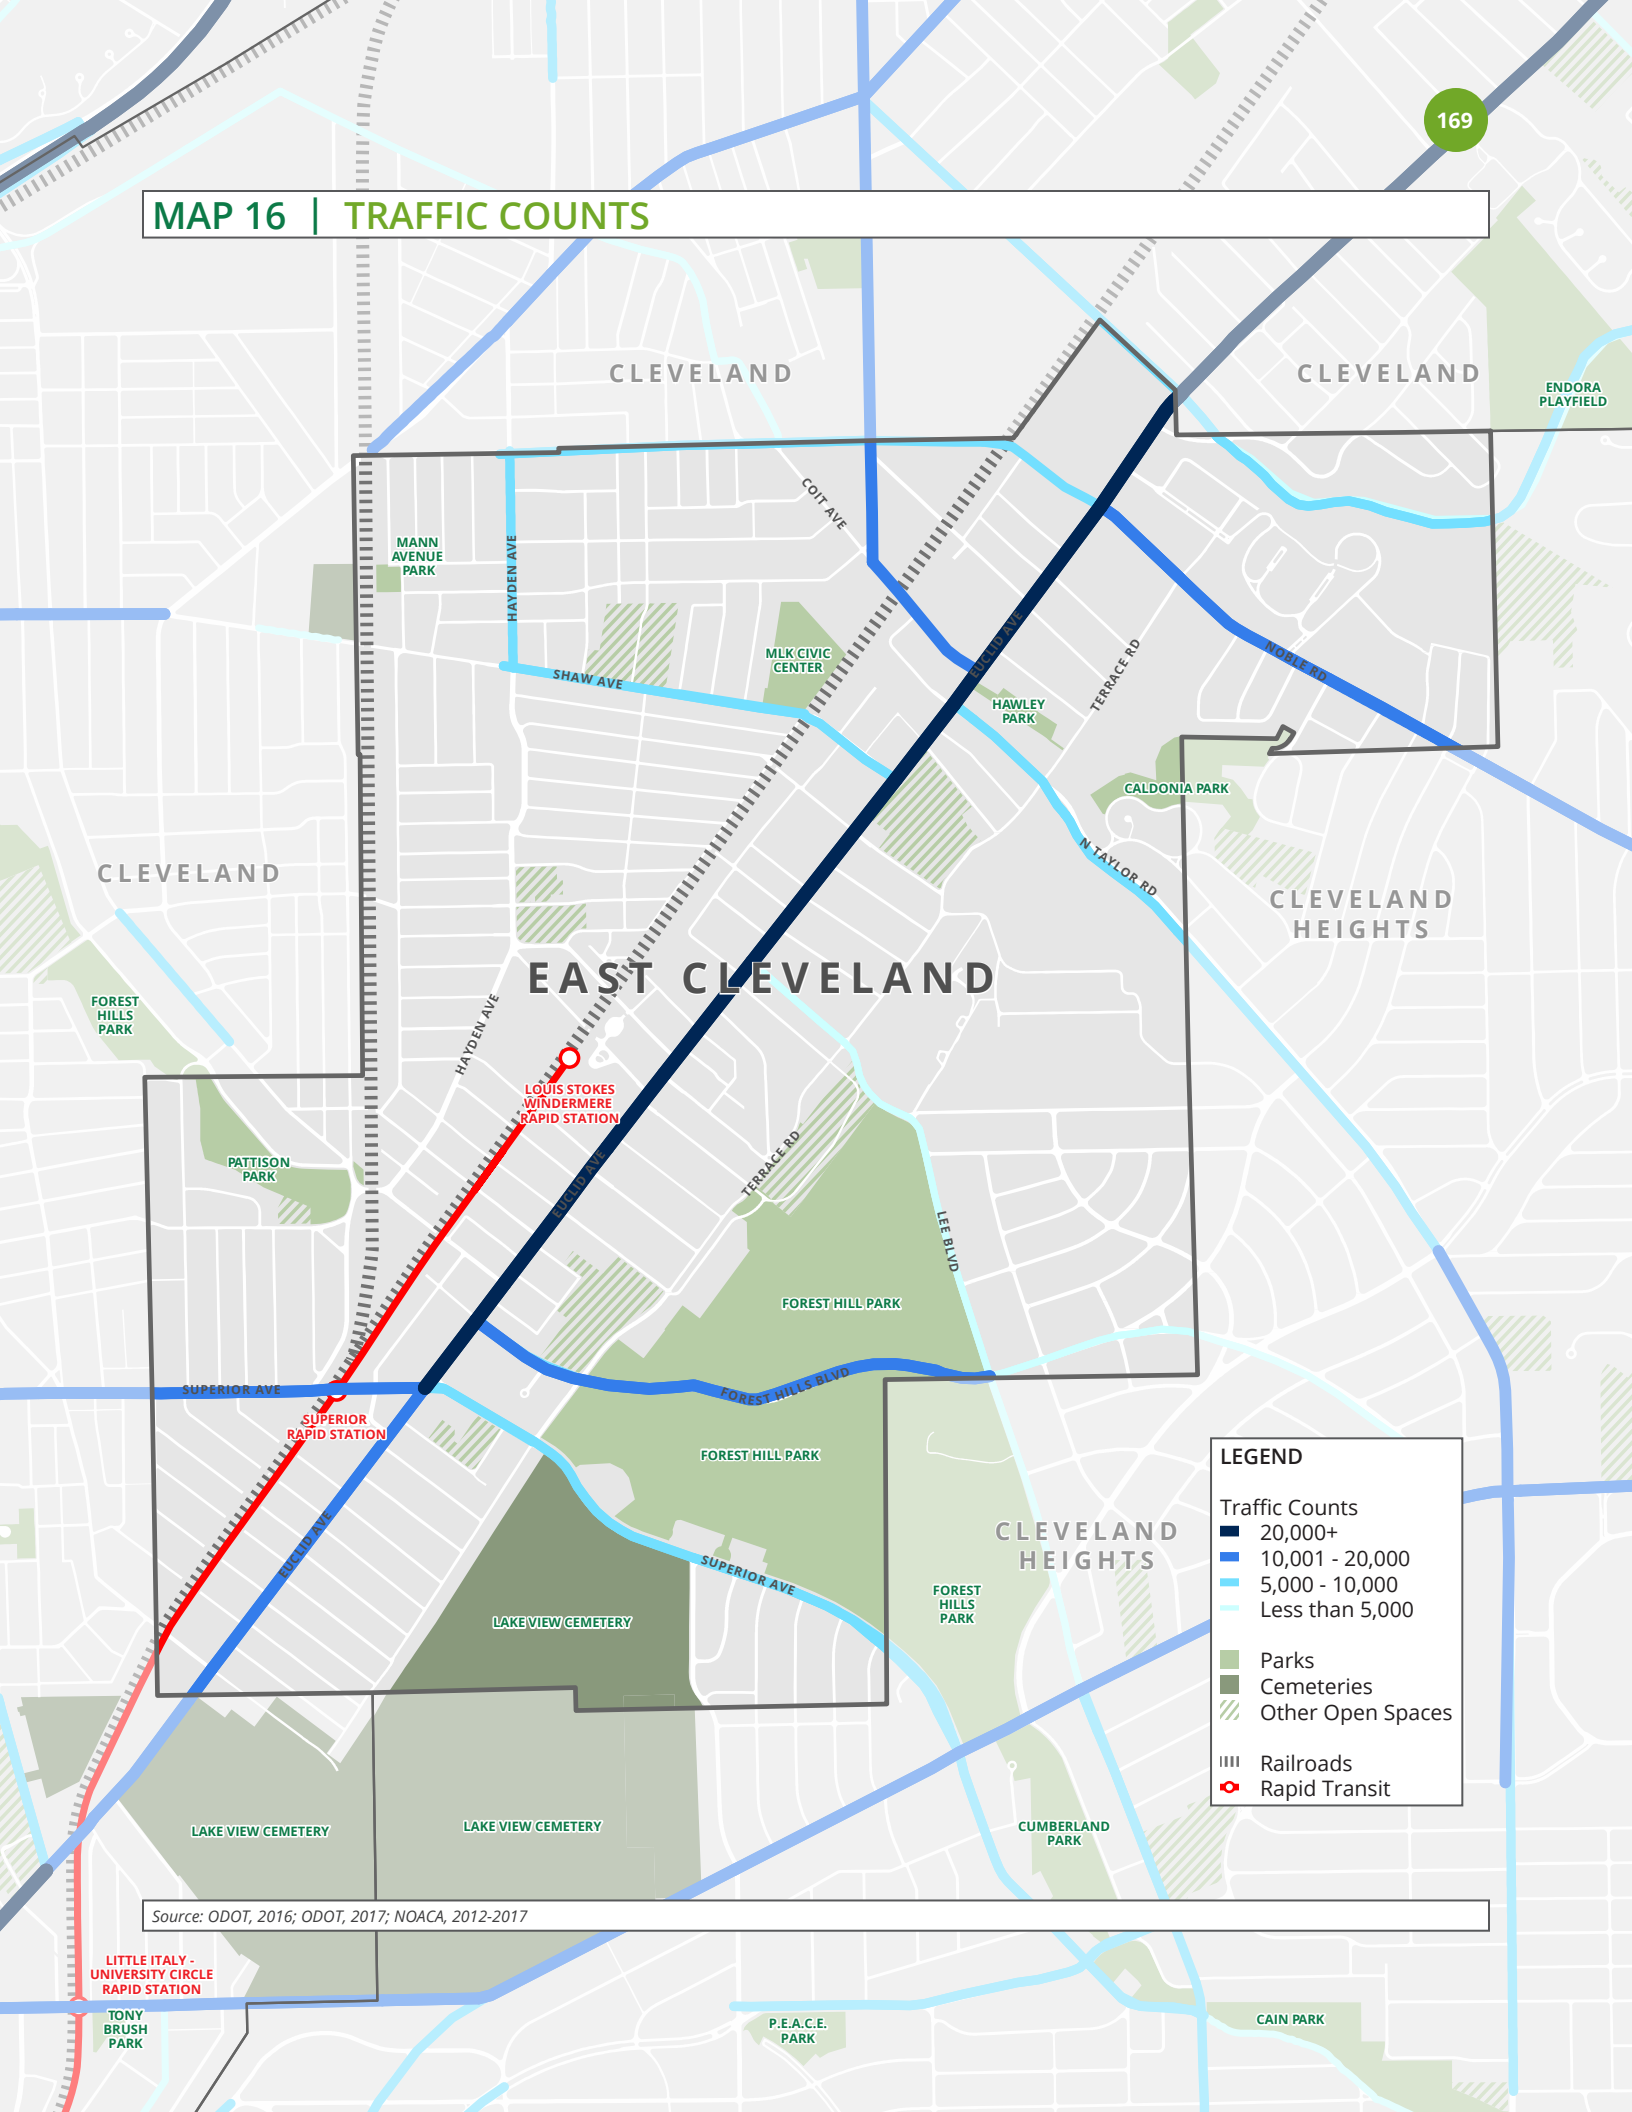 169
MAP 16 | TRAFFIC COUNTS
CLEVELAND
CLEVELAND
ENDORA
PLAYFIELD
COIT AVE
MANN
AVENUE
PARK
HAYDEN AVE
EUCLID AVE
TERRACE RD
NOBLE RD
MLK CIVIC
CENTER
SHAW AVE
HAWLEY
PARK
CALDONIA PARK
N TAYLOR RD
CLEVELAND
CLEVELAND
HEIGHTS
EAST CLEVELAND
FOREST
HILLS
PARK
HAYDEN AVE
LOUIS STOKES
WINDERMERE
RAPID STATION
PATTISON
PARK
EUCLID AVE
TERRACE RD
LEE BLVD
FOREST HILL PARK
SUPERIOR AVE
FOREST HILLS BLVD
SUPERIOR
RAPID STATION
FOREST HILL PARK
EUCLID AVE
SUPERIOR AVE
CLEVELAND
HEIGHTS
FOREST
HILLS
PARK
LAKE VIEW CEMETERY
LEGEND
Traffic Counts
20,000+
10,001 - 20,000
5,000 - 10,000
Less than 5,000
Parks
Cemeteries
Other Open Spaces
Railroads
Rapid Transit
LAKE VIEW CEMETERY
LAKE VIEW CEMETERY
CUMBERLAND
PARK
Source: ODOT, 2016; ODOT, 2017; NOACA, 2012-2017
LITTLE ITALY -
UNIVERSITY CIRCLE
RAPID STATION
TONY
BRUSH
PARK
P.E.A.C.E.
PARK
CAIN PARK